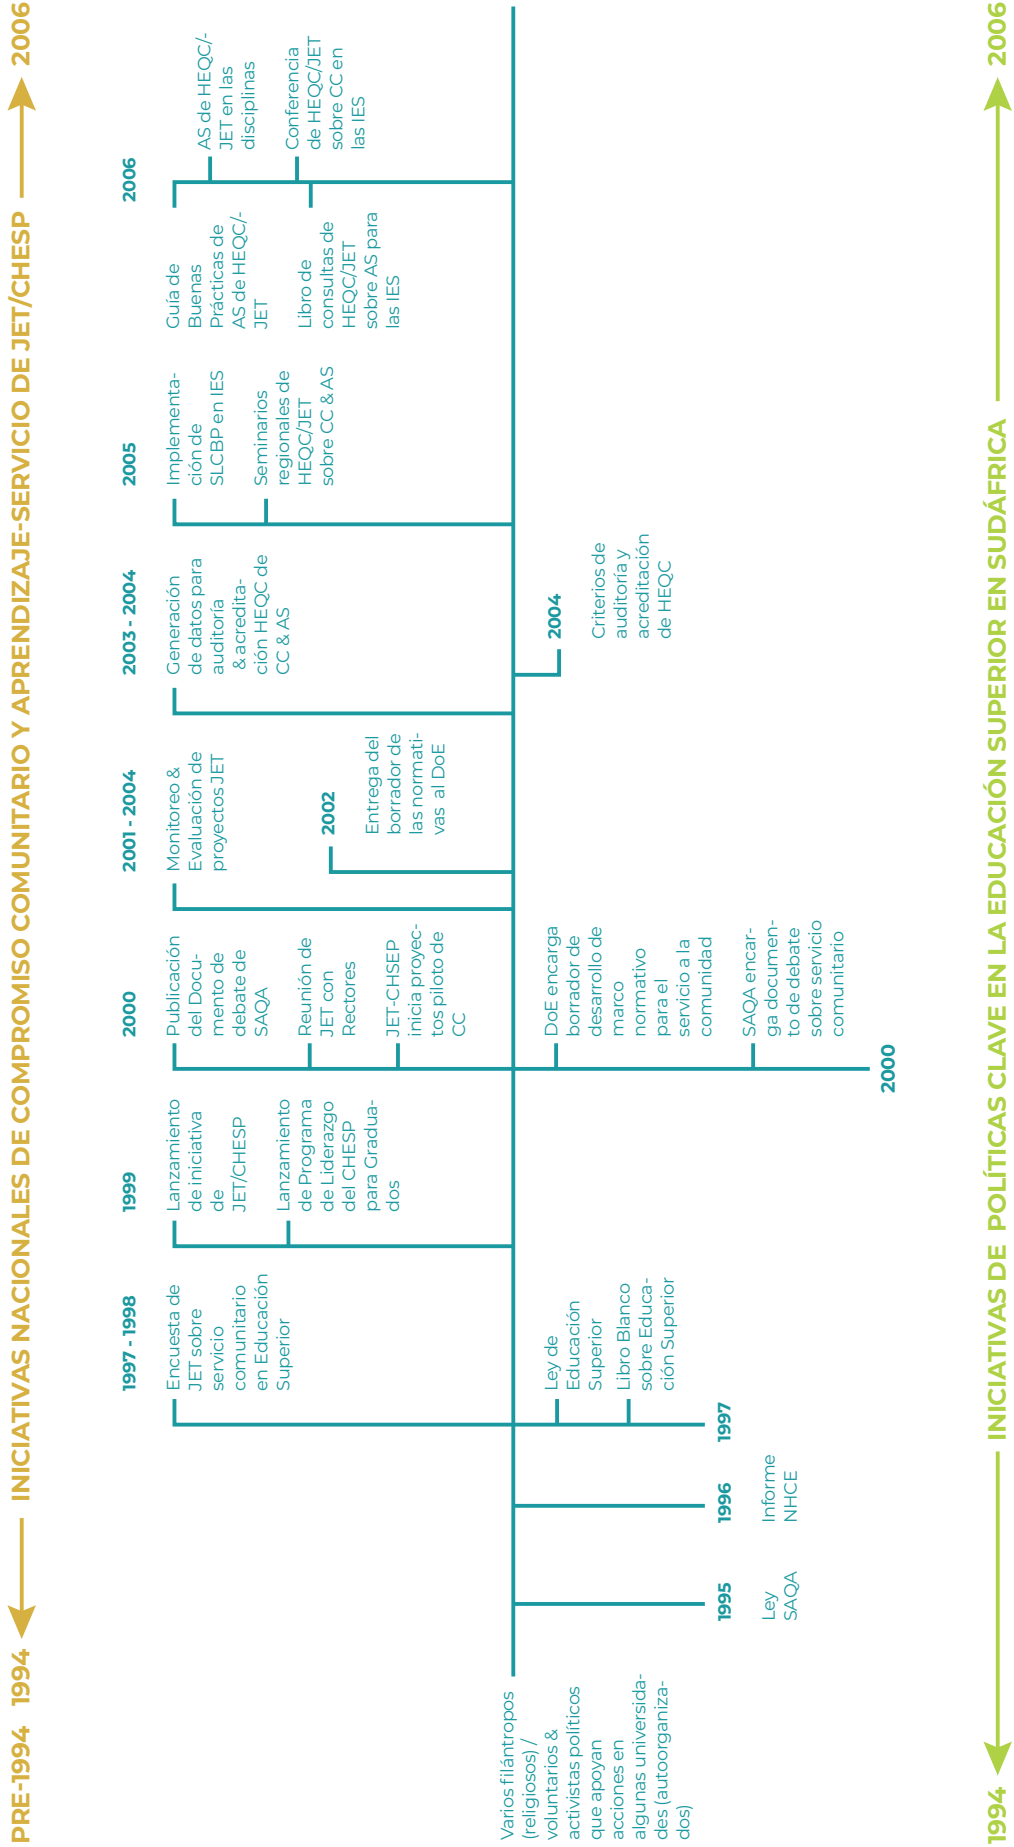 PRE-1994 1994 INICIATIVAS NACIONALES DE COMPROMISO COMUNITARIO Y APRENDIZAJE-SERVICIO DE JET/CHESP 2006
1997 - 1998
Encuesta de
JET sobre
servicio
comunitario
en Educación
Superior
1999
Lanzamiento
de iniciativa
de
JET/CHESP
Lanzamiento
de Programa
de Liderazgo
del CHESP
para Gradua-
dos
2000
Publicación
del Docu-
mento de
debate de
SAQA
Reunión de
JET con
Rectores
JET-CHSEP
inicia proyec-
tos piloto de
CC
2001 - 2004
Monitoreo &
Evaluación de
proyectos JET
2002
Entrega del
borrador de
las normati-
vas al DoE
2003 - 2004
Generación
de datos para
auditoría
& acredita-
ción HEQC de
CC & AS
2005
Implementa-
ción de
SLCBP en IES
Seminarios
regionales de
HEQC/JET
sobre CC & AS
2006
Guía de
Buenas
Prácticas de
AS de HEQC/-
JET
Libro de
consultas de
HEQC/JET
sobre AS para
las IES
AS de HEQC/-
JET en las
disciplinas
Conferencia
de HEQC/JET
sobre CC en
las IES
Varios filántropos
(religiosos) /
voluntarios &
activistas políticos
que apoyan
acciones en
algunas universida-
des (autoorganiza-
dos)
1995
Ley
SAQA
1996
Informe
NHCE
Ley de
Educación
Superior
Libro Blanco
sobre Educa-
ción Superior
1997
DoE encarga
borrador de
desarrollo de
marco
normativo
para el
servicio a la
comunidad
SAQA encar-
ga documen-
to de debate
sobre servicio
comunitario
2000
2004
Criterios de
auditoría y
acreditación
de HEQC
1994 INICIATIVAS DE POLÍTICAS CLAVE EN LA EDUCACIÓN SUPERIOR EN SUDÁFRICA 2006